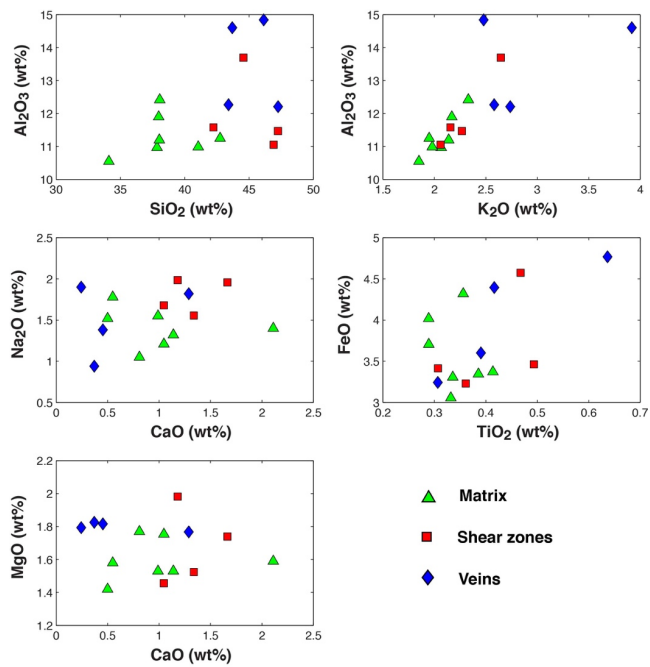 15
14
13
12
11
10
30 35 40 45 50
Al₂O₃ (wt%)
SiO₂ (wt%)
15
14
13
12
11
10
1.5 2 2.5 3 3.5 4
Al₂O₃ (wt%)
K₂O (wt%)
2.5
2
1.5
1
0.5
0 0.5 1 1.5 2 2.5
Na₂O (wt%)
CaO (wt%)
5
4.5
4
3.5
3
0.2 0.3 0.4 0.5 0.6 0.7
FeO (wt%)
TiO₂ (wt%)
2.2
2
1.8
1.6
1.4
1.2
0 0.5 1 1.5 2 2.5
MgO (wt%)
CaO (wt%)
Matrix
Shear zones
Veins